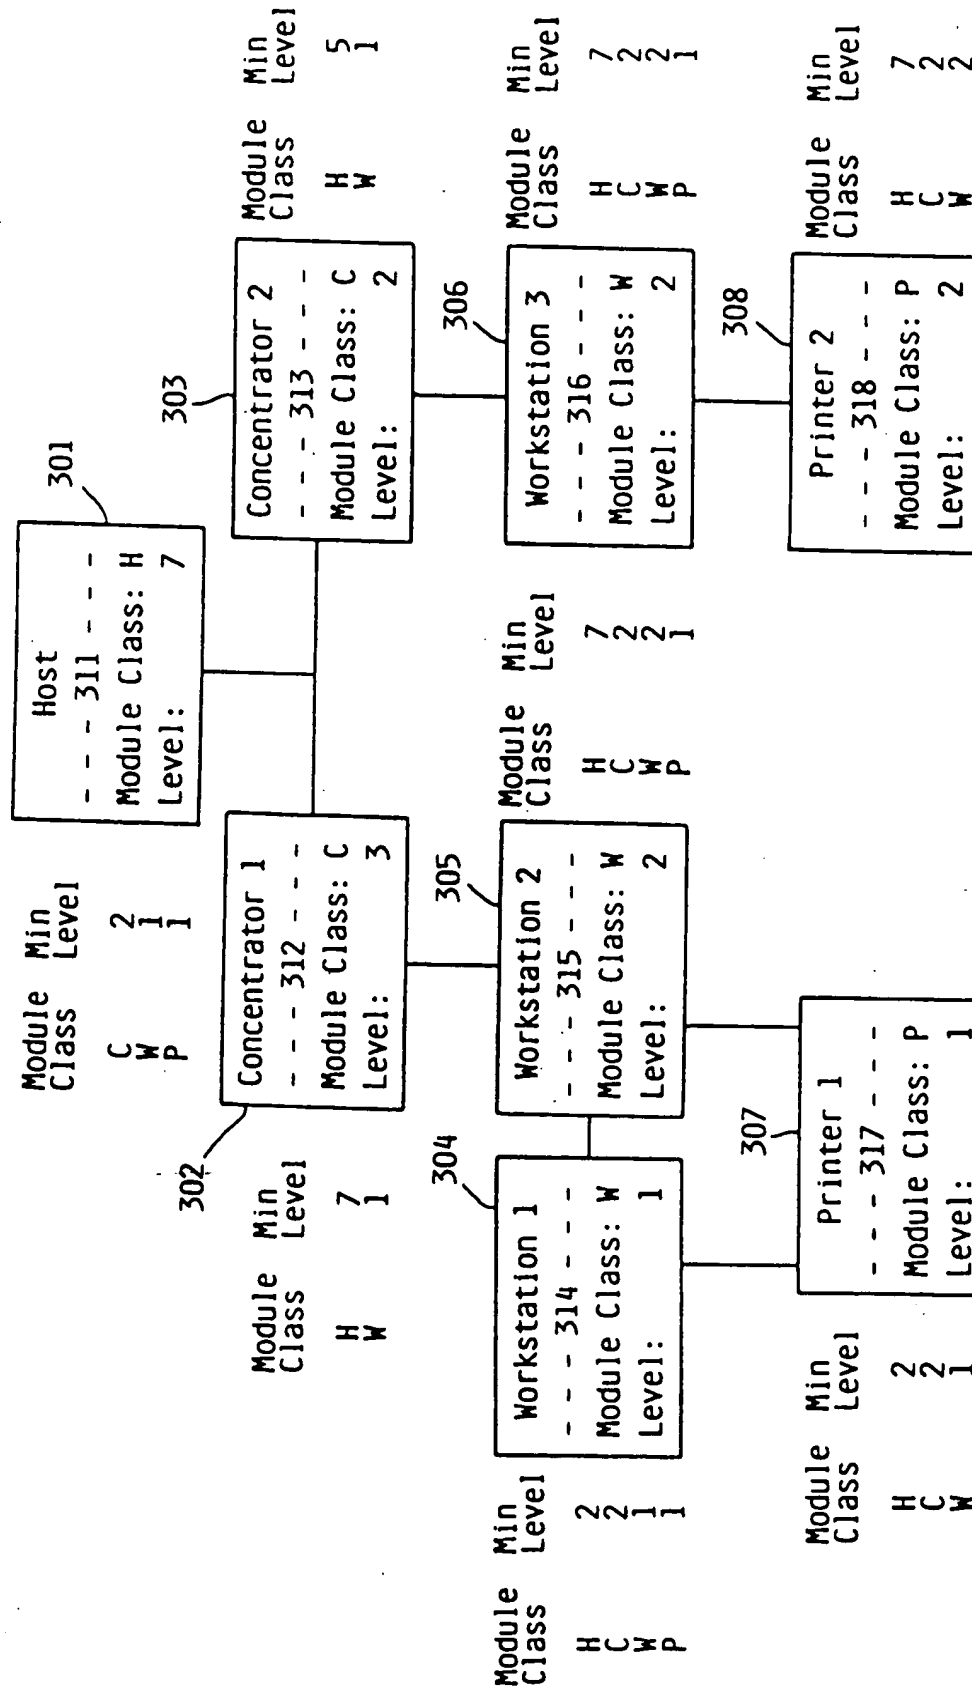 Module Min
Class Level
C 2
W 1
P 1
Host
- - - 311 - - -
Module Class: H
Level: 7
301
302
Module Min
Class Level
H 7
W 1
Concentrator 1
- - - 312 - - -
Module Class: C
Level: 3
303
Concentrator 2
- - - 313 - - - -
Module Class: C
Level: 2
Module Min
Class Level
H 5
W 1
Module Min
Class Level
H 2
C 2
W 1
P 1
304
Workstation 1
- - - 314 - - - -
Module Class: W
Level: 1
305
Workstation 2
- - - 315 - - - -
Module Class: W
Level: 2
Module Min
Class Level
H 7
C 2
W 2
P 1
306
Workstation 3
- - - 316 - - - -
Module Class: W
Level: 2
Module Min
Class Level
H 7
C 2
W 2
P 1
Module Min
Class Level
H 2
C 2
W 1
307
Printer 1
- - - 317 - - - -
Module Class: P
Level: 1
308
Printer 2
- - - 318 - - - -
Module Class: P
Level: 2
Module Min
Class Level
H 7
C 2
W 2